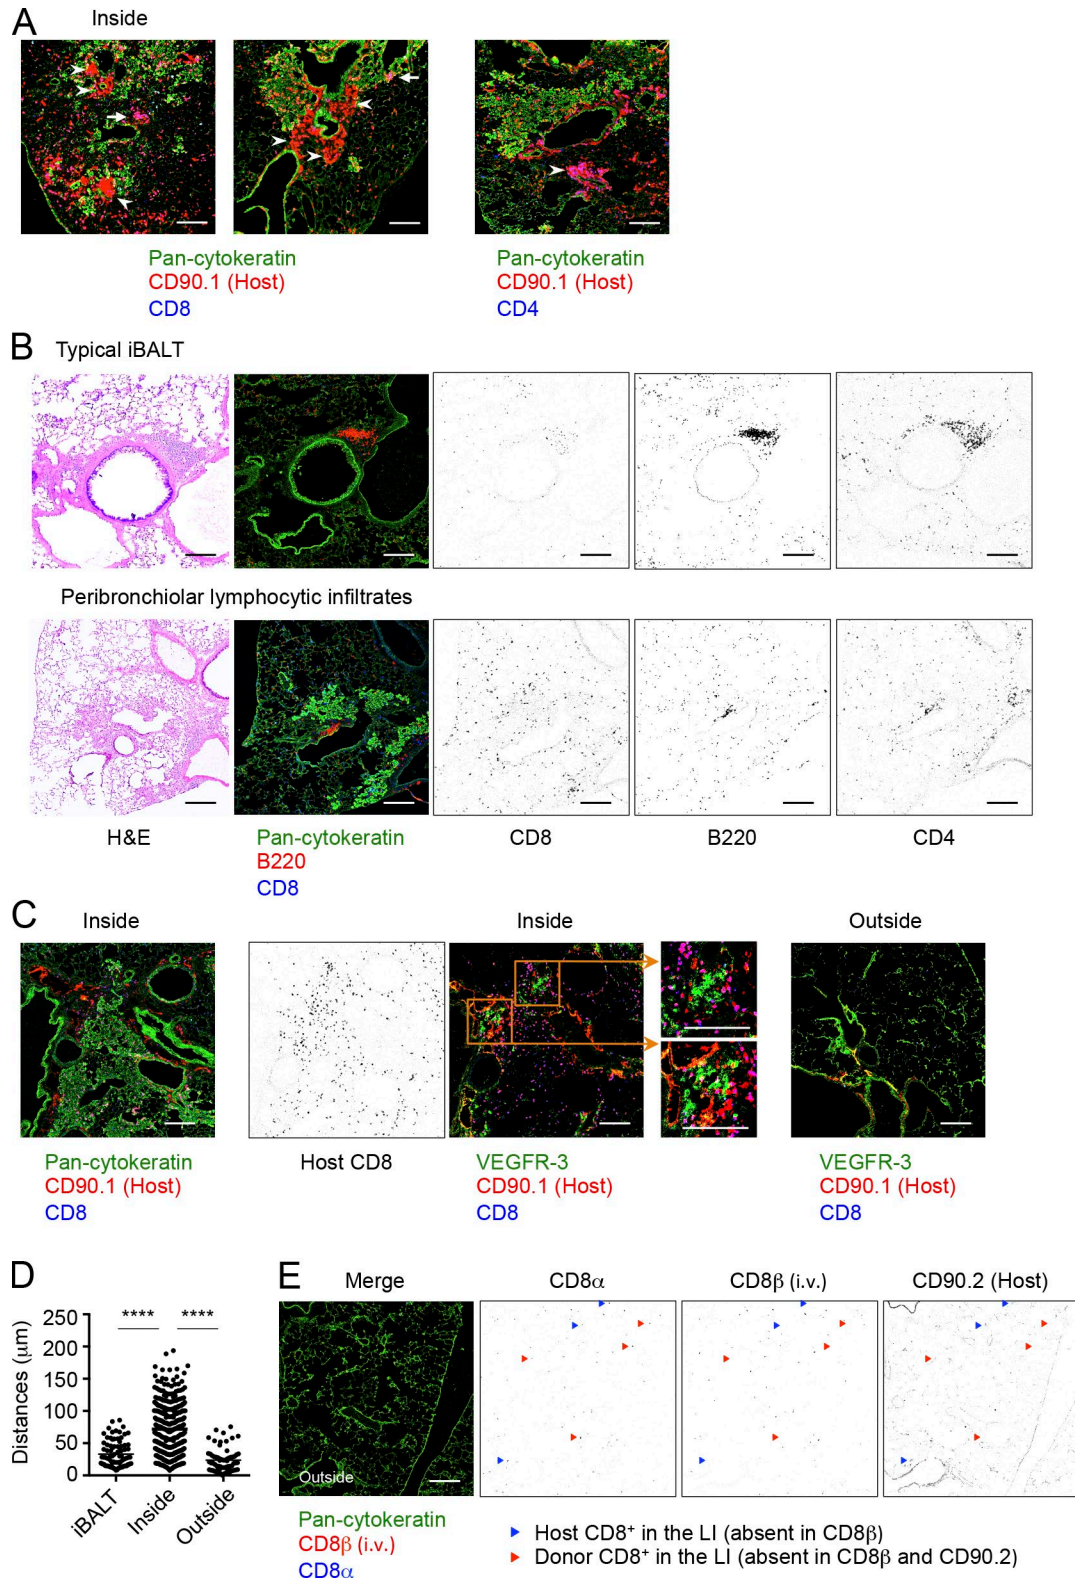 A
Inside
Pan-cytokeratin
CD90.1 (Host)
CD8
Pan-cytokeratin
CD90.1 (Host)
CD4
B
Typical iBALT
Peribronchiolar lymphocytic infiltrates
H&E
Pan-cytokeratin
B220
CD8
CD8
B220
CD4
C
Inside
Inside
Outside
Pan-cytokeratin
CD90.1 (Host)
CD8
Host CD8
VEGFR-3
CD90.1 (Host)
CD8
VEGFR-3
CD90.1 (Host)
CD8
D
**** ****
Distances (μm)
250
200
150
100
50
0
iBALT
Inside
Outside
E
Merge
CD8α
CD8β (i.v.)
CD90.2 (Host)
Outside
Pan-cytokeratin
CD8β (i.v.)
CD8α
Host CD8⁺ in the LI (absent in CD8β)
Donor CD8⁺ in the LI (absent in CD8β and CD90.2)